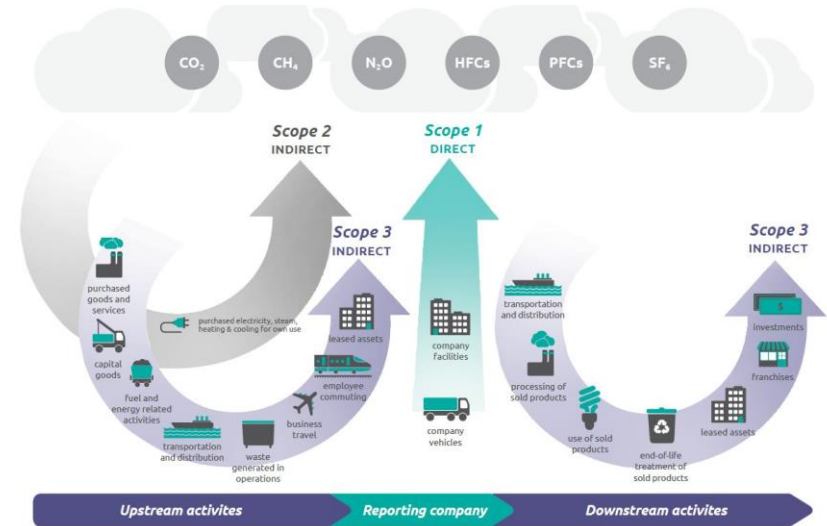 CO₂
CH₄
N₂O
HFCs
PFCs
SF₆
Scope 2
INDIRECT
Scope 1
DIRECT
Scope 3
INDIRECT
Scope 3
INDIRECT
purchased
goods and
services
capital
goods
fuel and
energy related
activities
transportation
and distribution
waste
generated in
operations
business
travel
employee
commuting
leased assets
purchased electricity, steam,
heating & cooling for own use
company
facilities
company
vehicles
transportation
and distribution
processing of
sold products
use of sold
products
end-of-life
treatment of
sold products
leased assets
franchises
investments
$
Upstream activites
Reporting company
Downstream activites